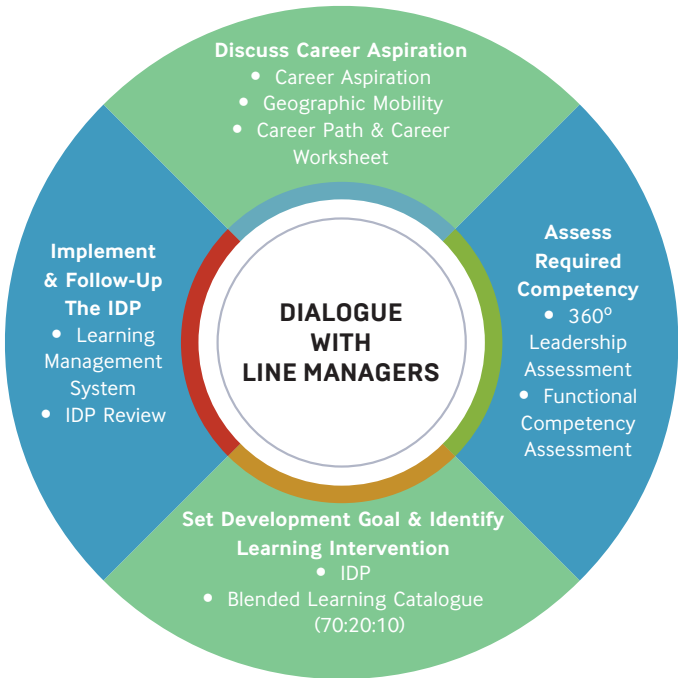 Discuss Career Aspiration
• Career Aspiration
• Geographic Mobility
• Career Path & Career
Worksheet
Assess
Required
Competency
• 360º
Leadership
Assessment
• Functional
Competency
Assessment
Set Development Goal & Identify
Learning Intervention
• IDP
• Blended Learning Catalogue
(70:20:10)
Implement
& Follow-Up
The IDP
• Learning
Management
System
• IDP Review
DIALOGUE
WITH
LINE MANAGERS